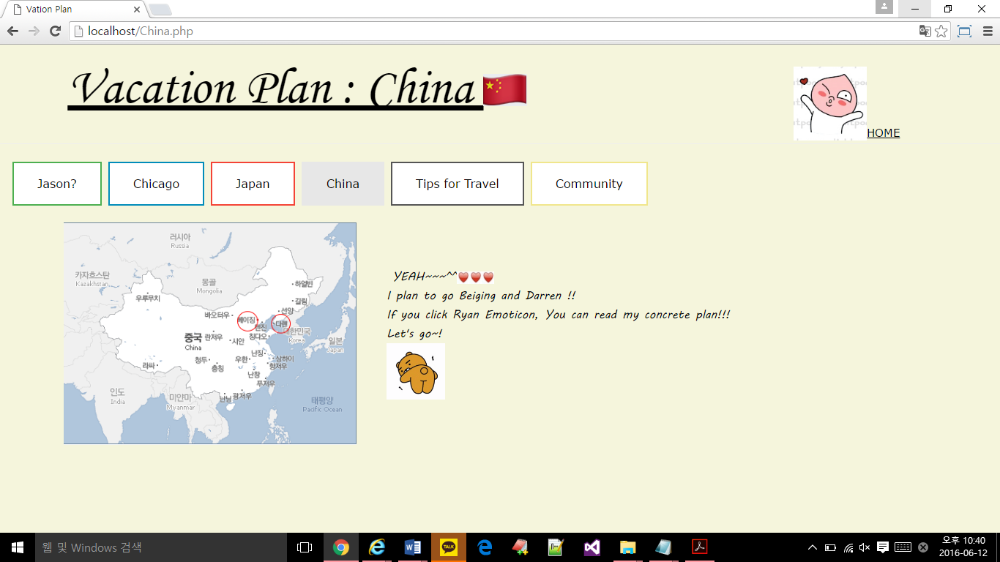 Vation Plan
localhost/China.php
Vacation Plan : China
HOME
Jason?
Chicago
Japan
China
Tips for Travel
Community
러시아
Russia
카자흐스탄
Kazakhstan
몽골
Mongolia
하얼빈
우루무치
길림
바오터우
선양
베이징
다롄
톈진
대한민국
Korea
일본
Japan
중국
China
란저우
칭다오
시안
난징
라싸
청두
우한
상하이
충칭
항저우
난창
푸저우
인도
India
미얀마
Myanmar
난닝
광저우
태평양
Pacific Ocean
YEAH~~~^^
I plan to go Beiging and Darren !!
If you click Ryan Emoticon, You can read my concrete plan!!!
Let's go~!
웹 및 Windows 검색
TALK
오후 10:40
2016-06-12